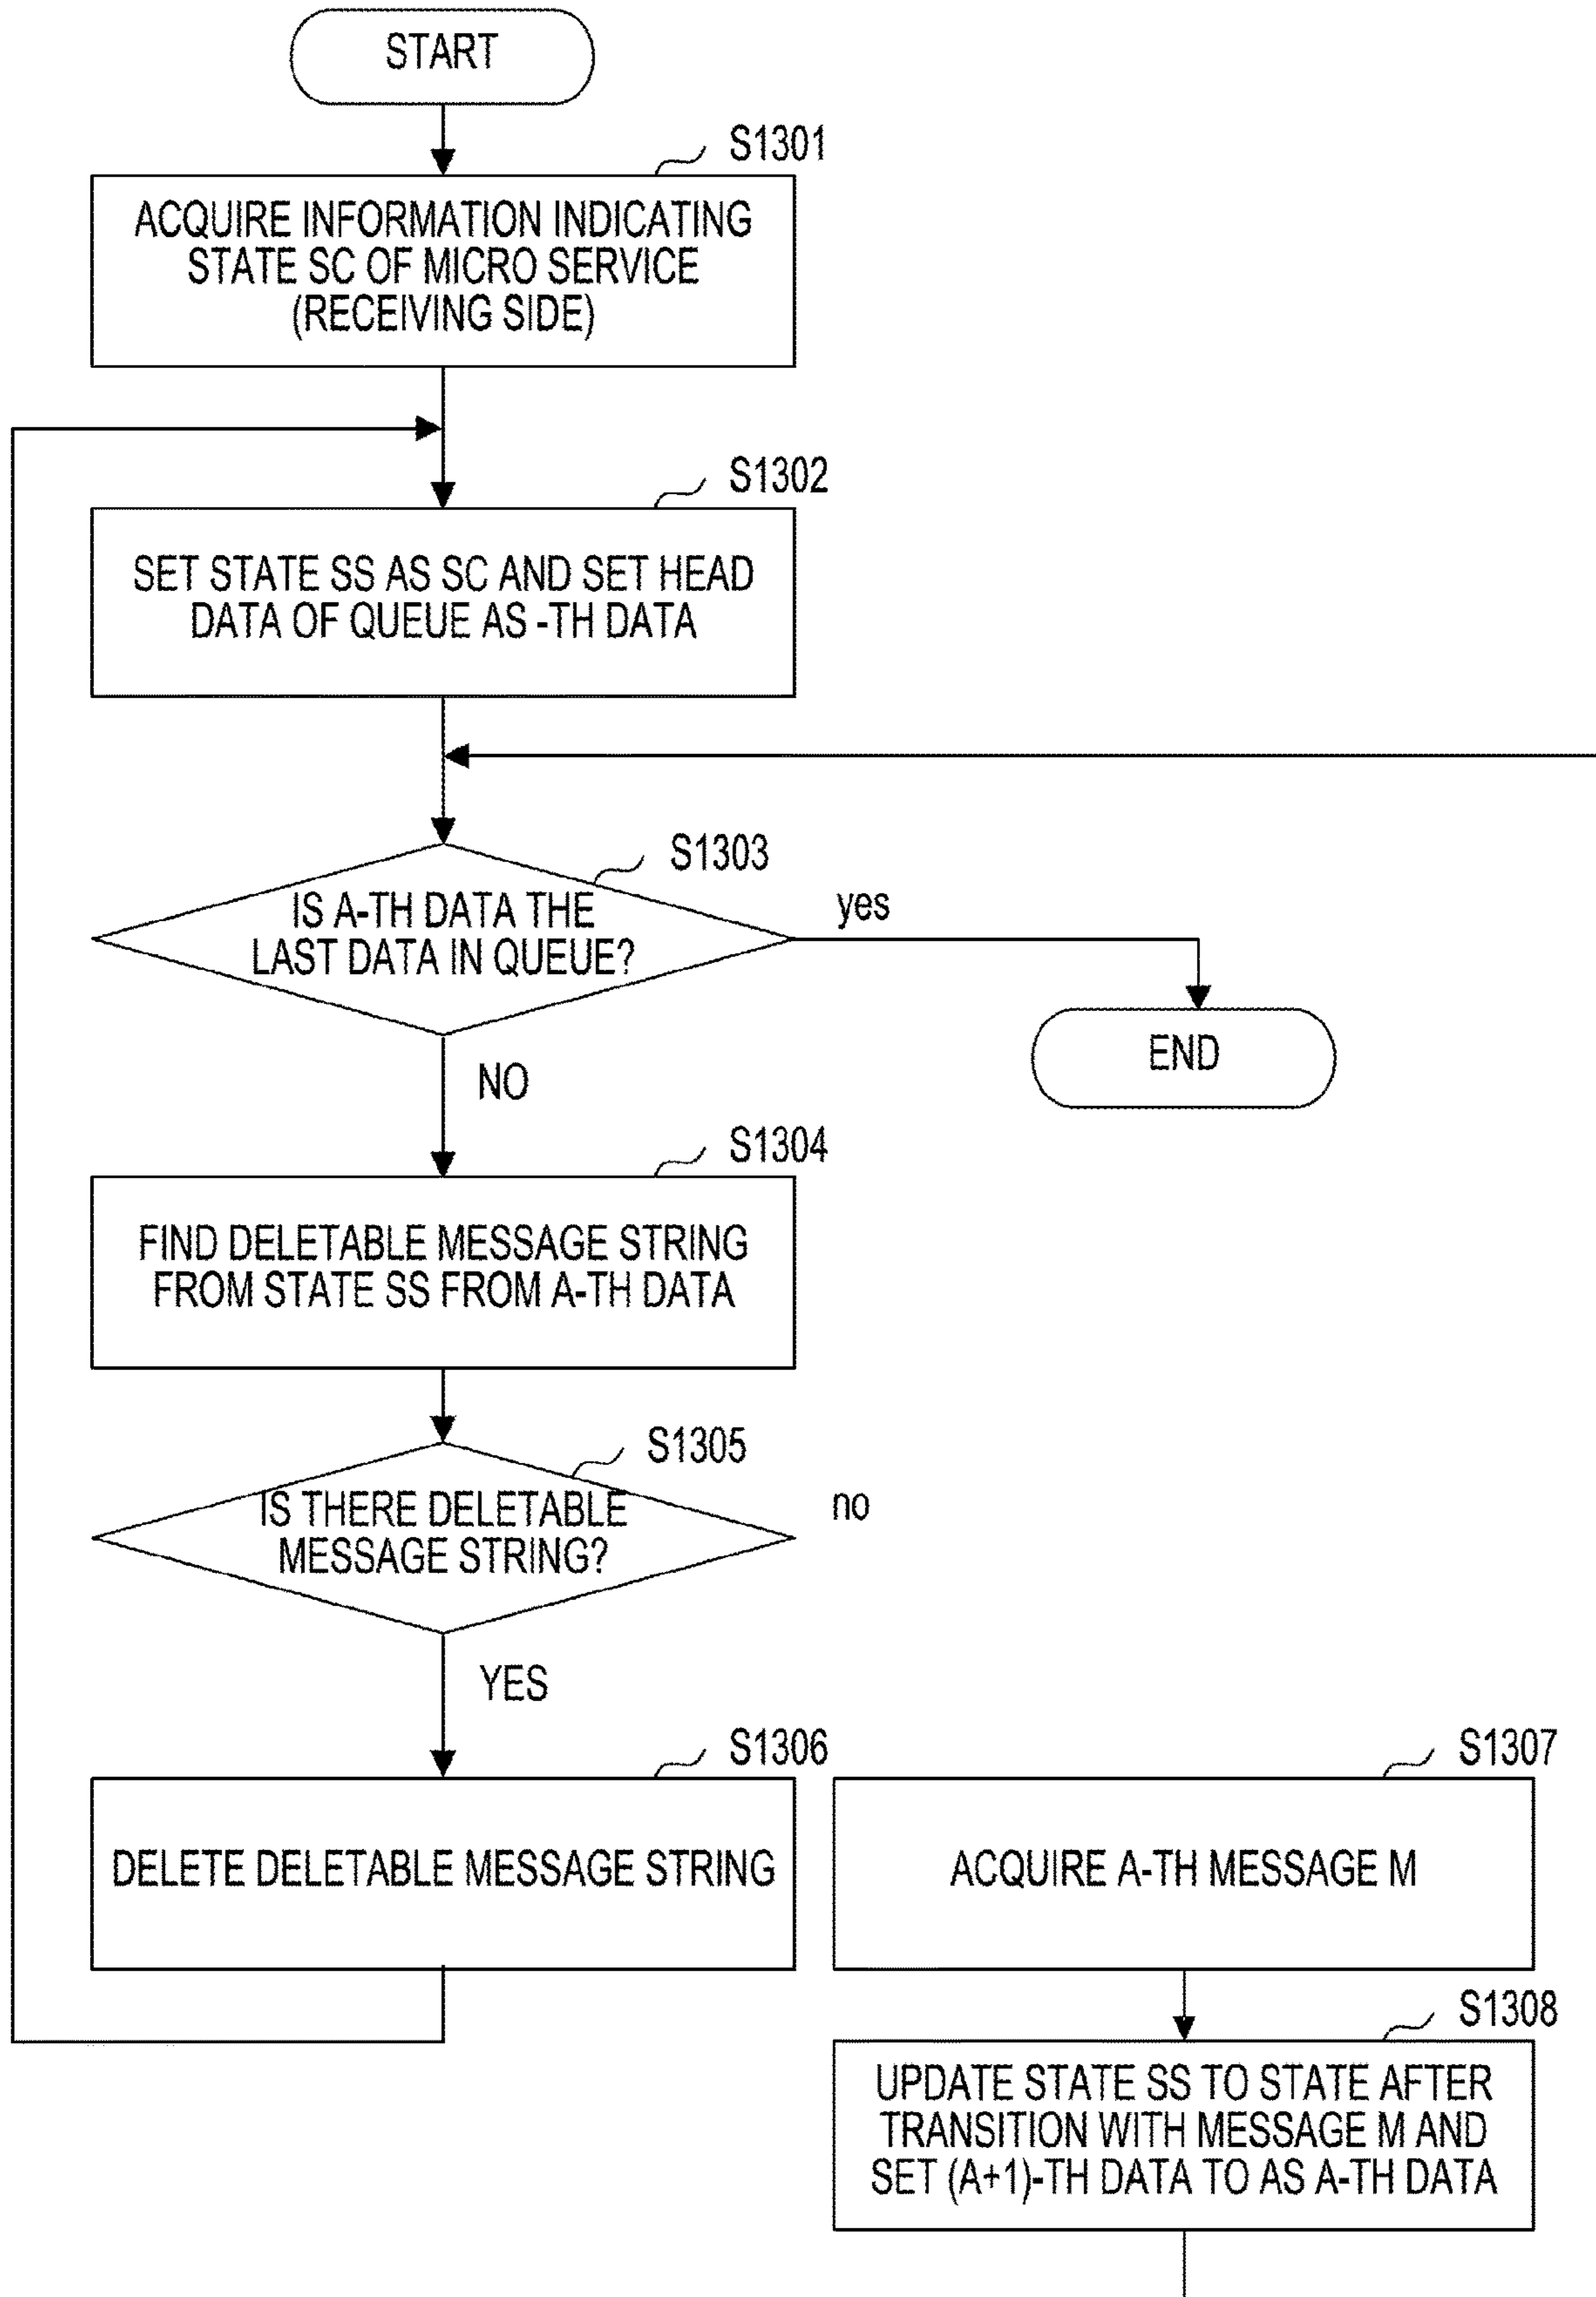 START
S1301
ACQUIRE INFORMATION INDICATING
STATE SC OF MICRO SERVICE
(RECEIVING SIDE)
S1302
SET STATE SS AS SC AND SET HEAD
DATA OF QUEUE AS -TH DATA
S1303
IS A-TH DATA THE
LAST DATA IN QUEUE?
yes
END
NO
S1304
FIND DELETABLE MESSAGE STRING
FROM STATE SS FROM A-TH DATA
S1305
IS THERE DELETABLE
MESSAGE STRING?
no
YES
S1306
DELETE DELETABLE MESSAGE STRING
S1307
ACQUIRE A-TH MESSAGE M
S1308
UPDATE STATE SS TO STATE AFTER
TRANSITION WITH MESSAGE M AND
SET (A+1)-TH DATA TO AS A-TH DATA